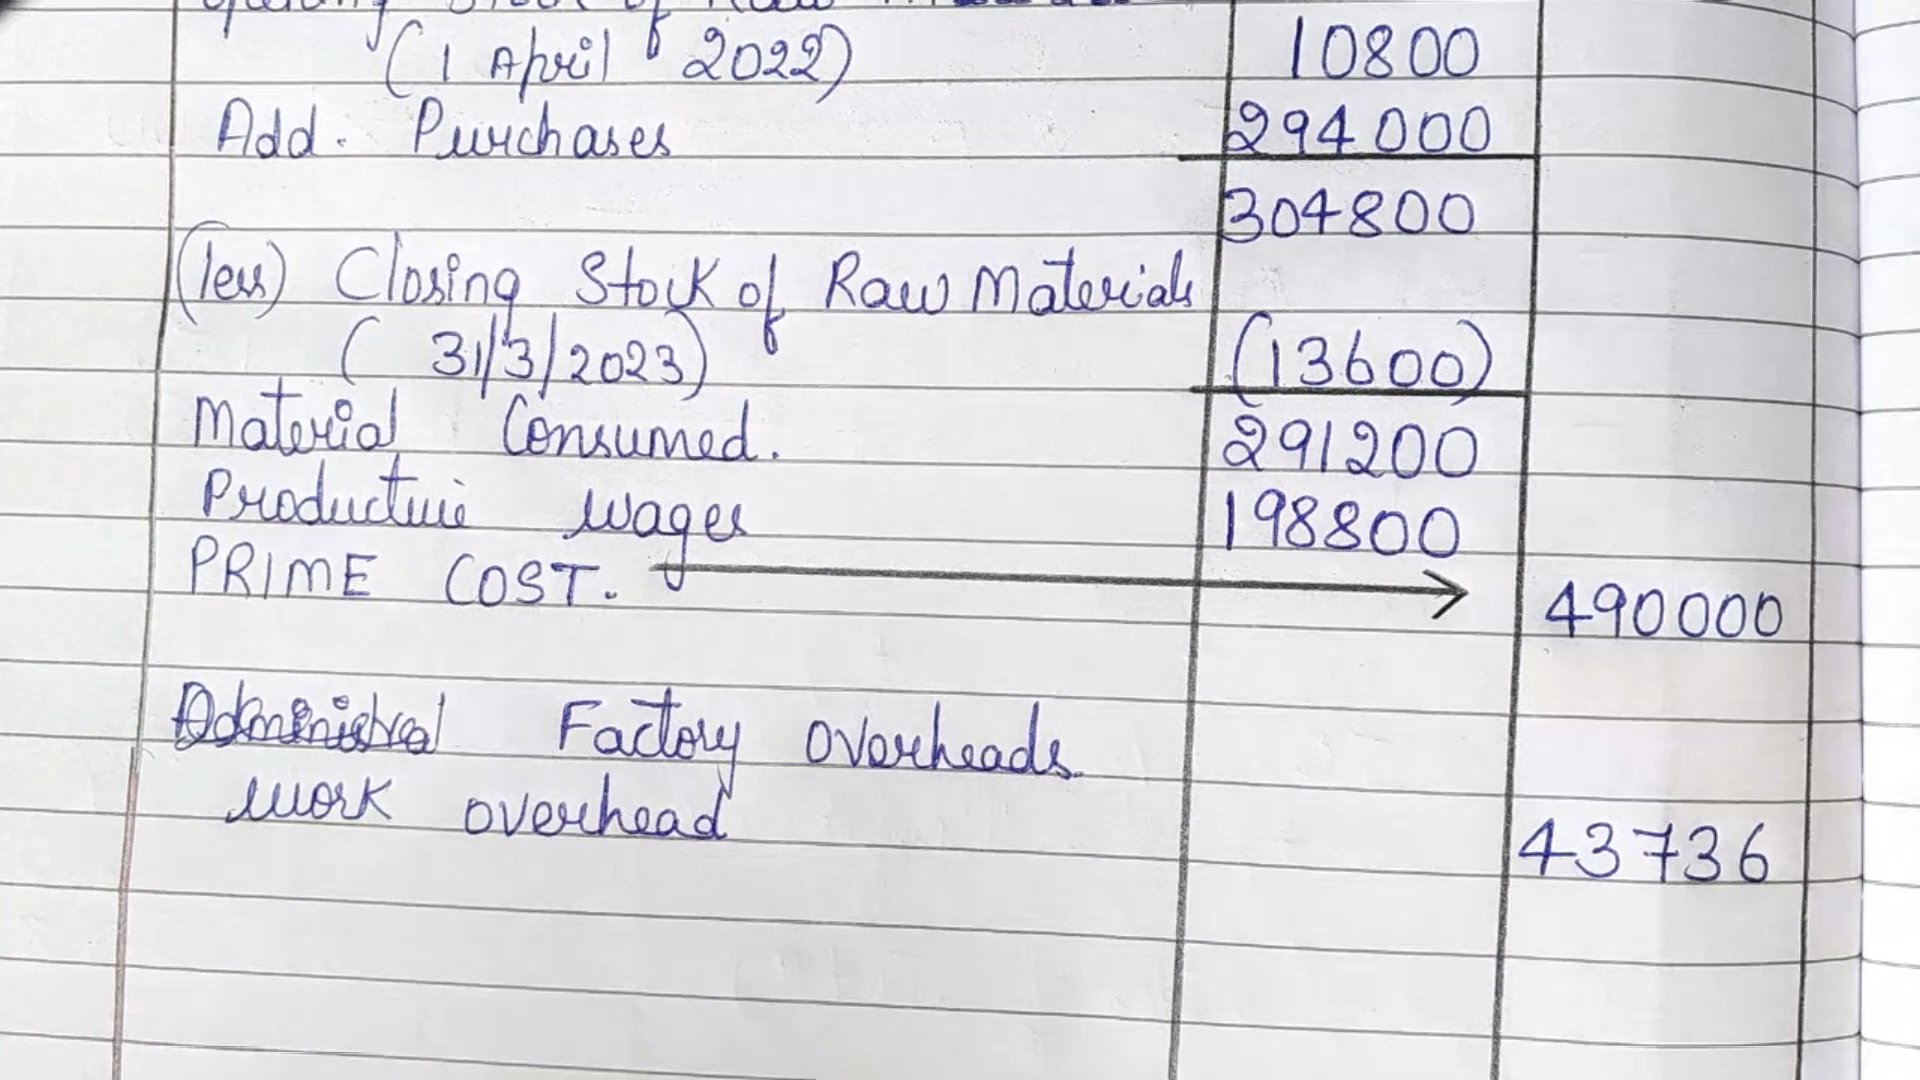 (1 April 2022) 10800
Add. Purchases 294000
304800
(less) Closing Stock of Raw Materials
(31/3/2023) (13600)
Material Consumed. 291200
Productive wages 198800
PRIME COST. → 490000
Factory overheads
work overhead 43736